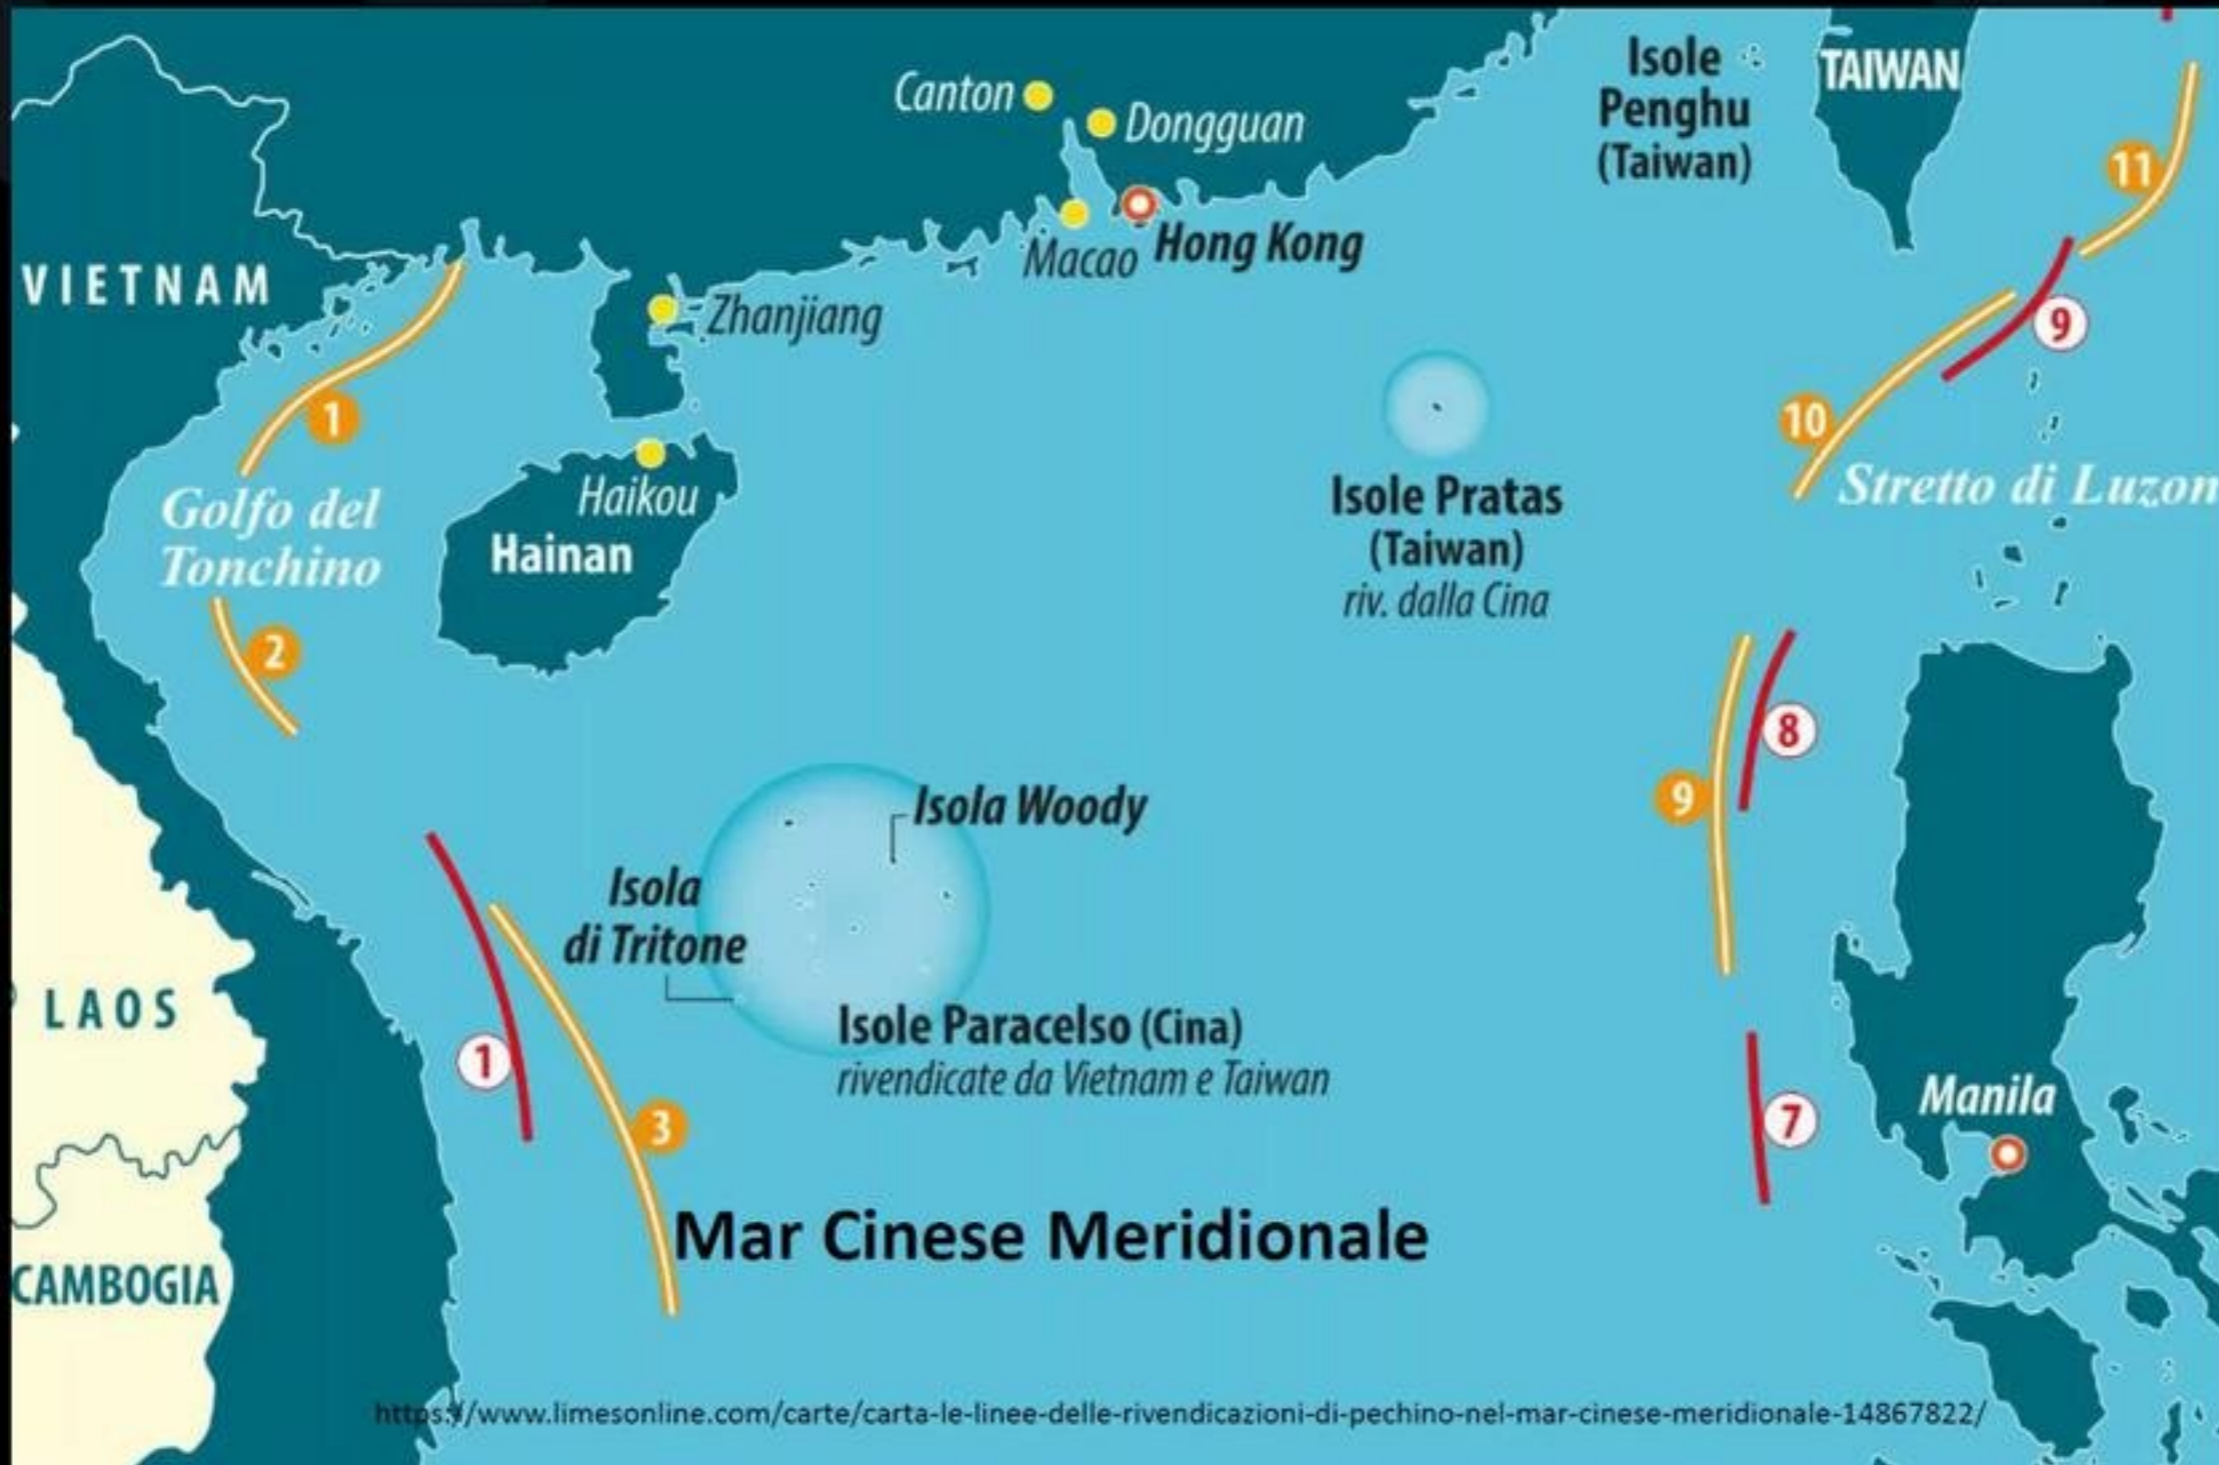 Isole
Penghu
(Taiwan)
TAIWAN
Canton
Dongguan
11
Macao
Hong Kong
VIETNAM
Zhanjiang
9
1
10
Golfo del
Tonchino
Haikou
Hainan
Isole Pratas
(Taiwan)
riv. dalla Cina
Stretto di Luzon
2
8
9
Isola Woody
Isola
di Tritone
LAOS
Isole Paracelso (Cina)
rivendicate da Vietnam e Taiwan
1
3
7
Manila
Mar Cinese Meridionale
CAMBOGIA
https://www.limesonline.com/carte/carta-le-linee-delle-rivendicazioni-di-pechino-nel-mar-cinese-meridionale-14867822/